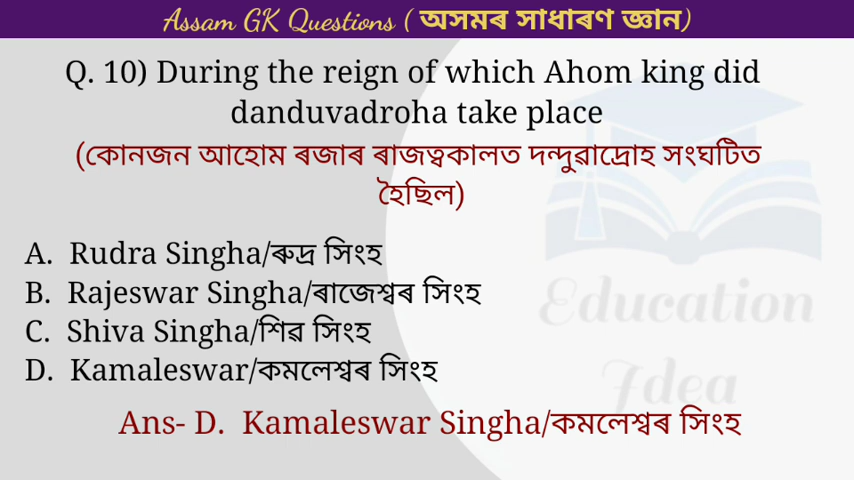 Assam GK Questions ( অসমৰ সাধাৰণ জ্ঞান)
Q. 10) During the reign of which Ahom king did
danduvadroha take place
(কোনজন আহোম ৰজাৰ ৰাজত্বকালত দন্দুৱাদ্ৰোহ সংঘটিত
হৈছিল)
A. Rudra Singha/ৰুদ্ৰ সিংহ
B. Rajeswar Singha/ৰাজেশ্বৰ সিংহ
C. Shiva Singha/শিৱ সিংহ
D. Kamaleswar/কমলেশ্বৰ সিংহ
Ans- D. Kamaleswar Singha/কমলেশ্বৰ সিংহ
Education
Idea